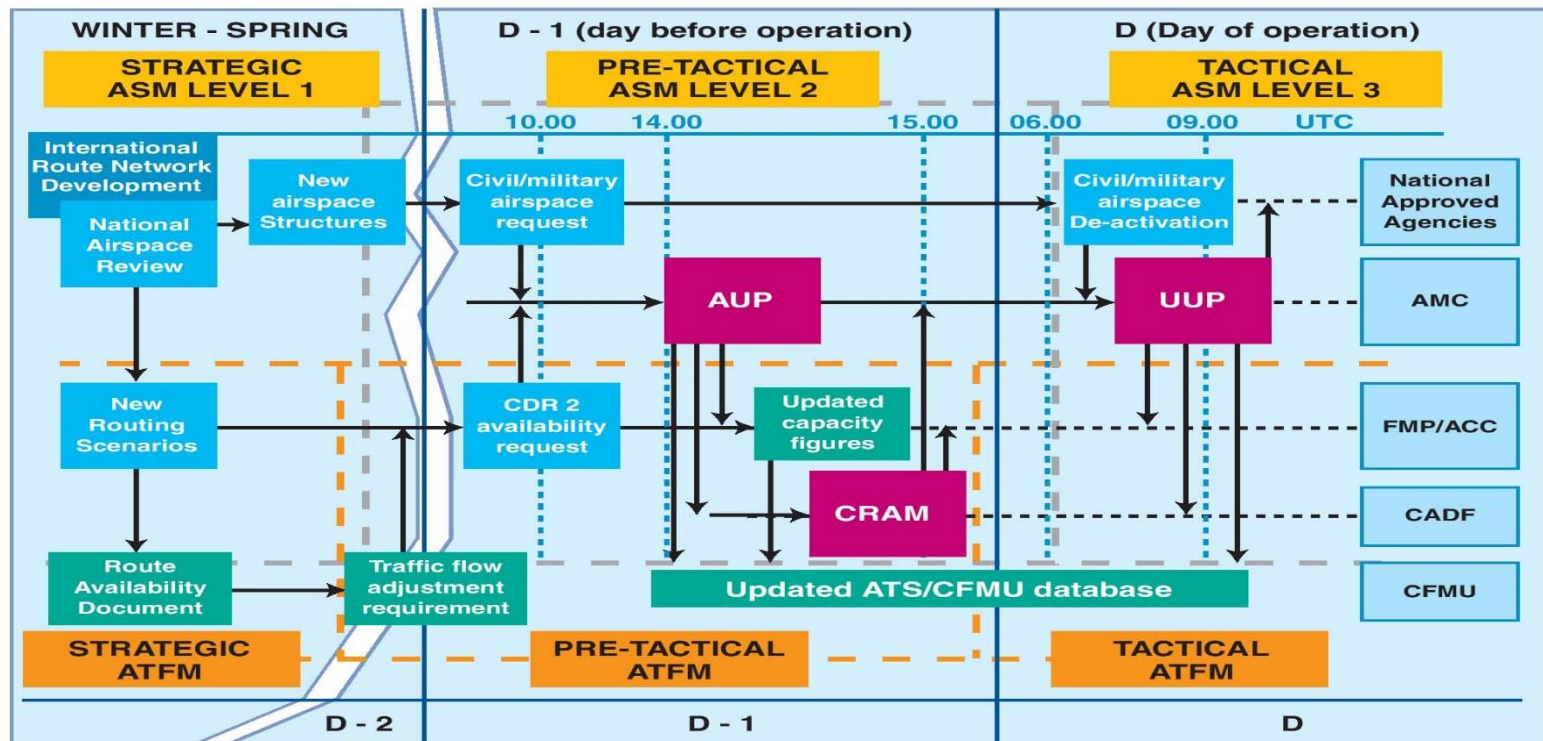 WINTER - SPRING
D - 1 (day before operation)
D (Day of operation)
STRATEGIC
ASM LEVEL 1
PRE-TACTICAL
ASM LEVEL 2
TACTICAL
ASM LEVEL 3
10.00
14.00
15.00
06.00
09.00
UTC
International
Route Network
Development
National
Airspace
Review
New
airspace
Structures
Civil/military
airspace
request
Civil/military
airspace
De-activation
National
Approved
Agencies
AUP
UUP
AMC
New
Routing
Scenarios
CDR 2
availability
request
Updated
capacity
figures
FMP/ACC
CRAM
CADF
Route
Availability
Document
Traffic flow
adjustment
requirement
Updated ATS/CFMU database
CFMU
STRATEGIC
ATFM
PRE-TACTICAL
ATFM
TACTICAL
ATFM
D - 2
D - 1
D